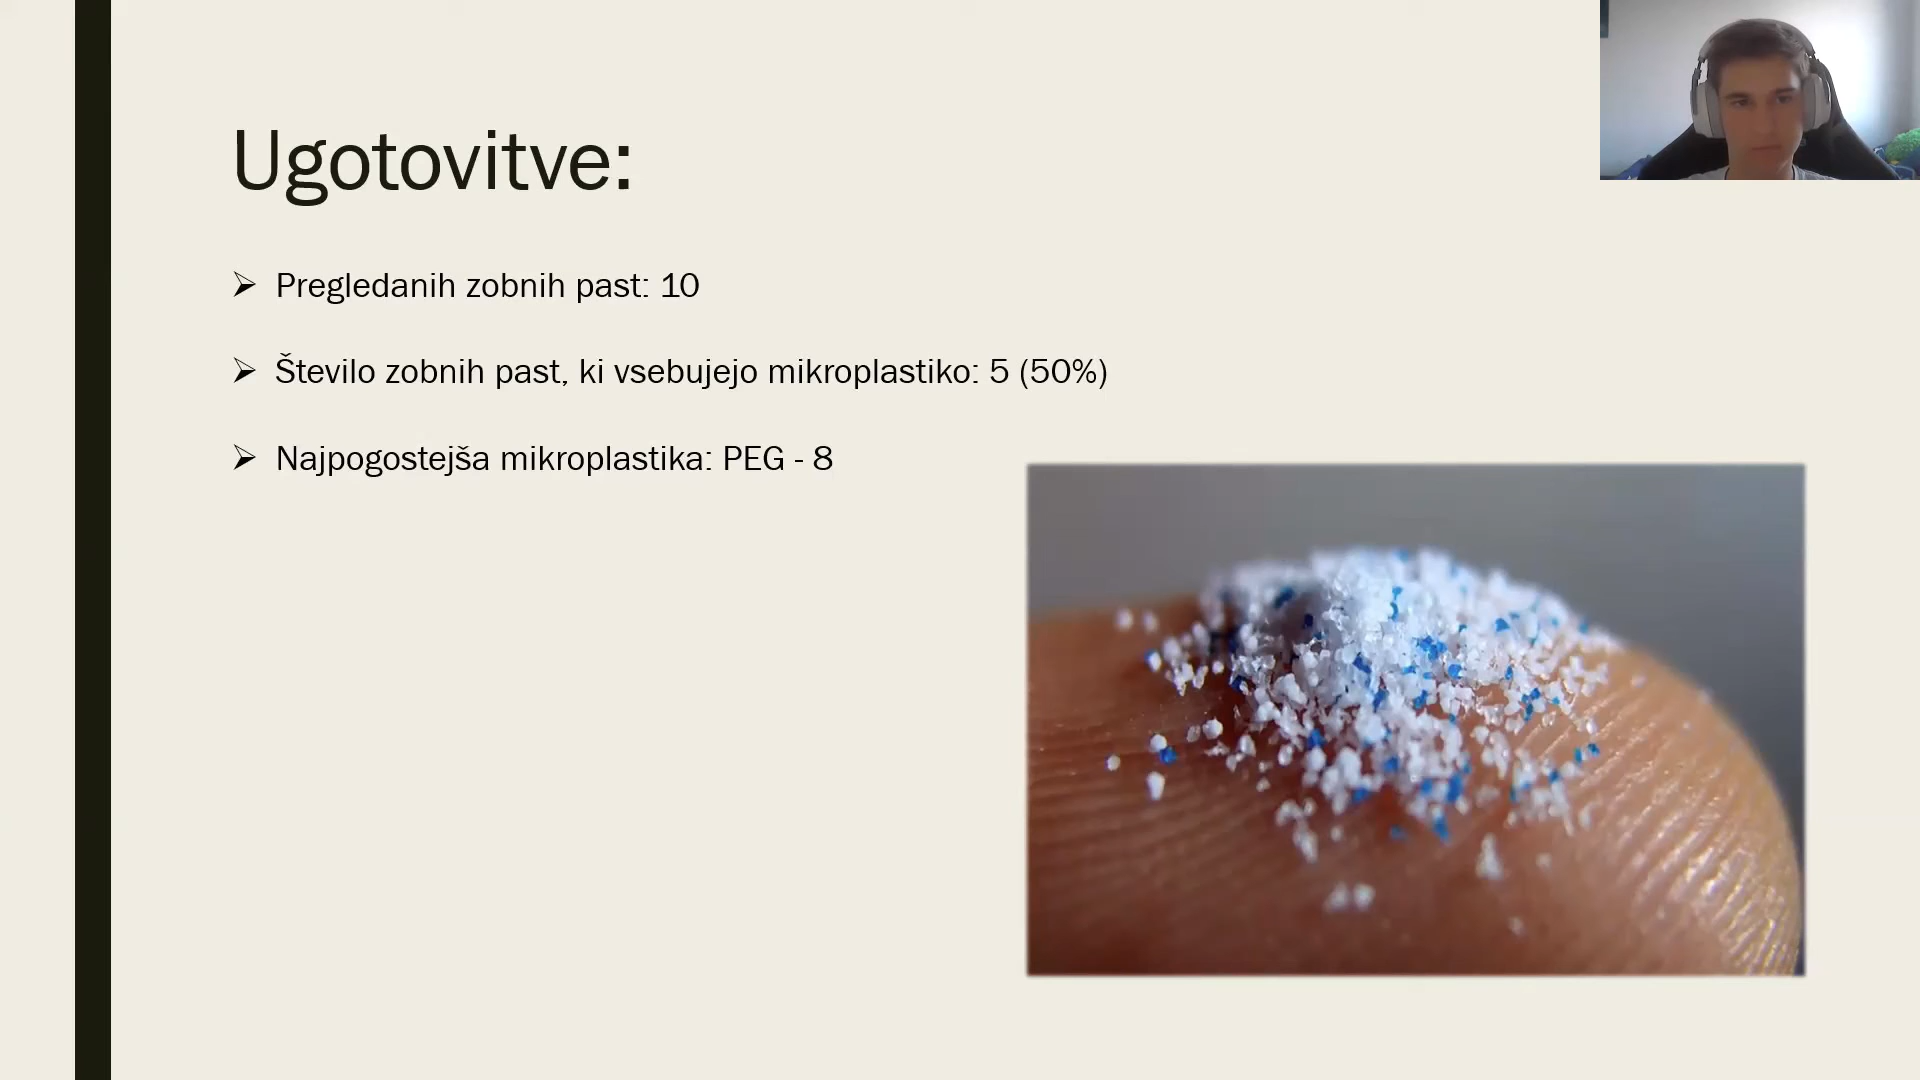 Ugotovitve:
Pregledanih zobnih past: 10
Število zobnih past, ki vsebujejo mikroplastiko: 5 (50%)
Najpogostejša mikroplastika: PEG - 8